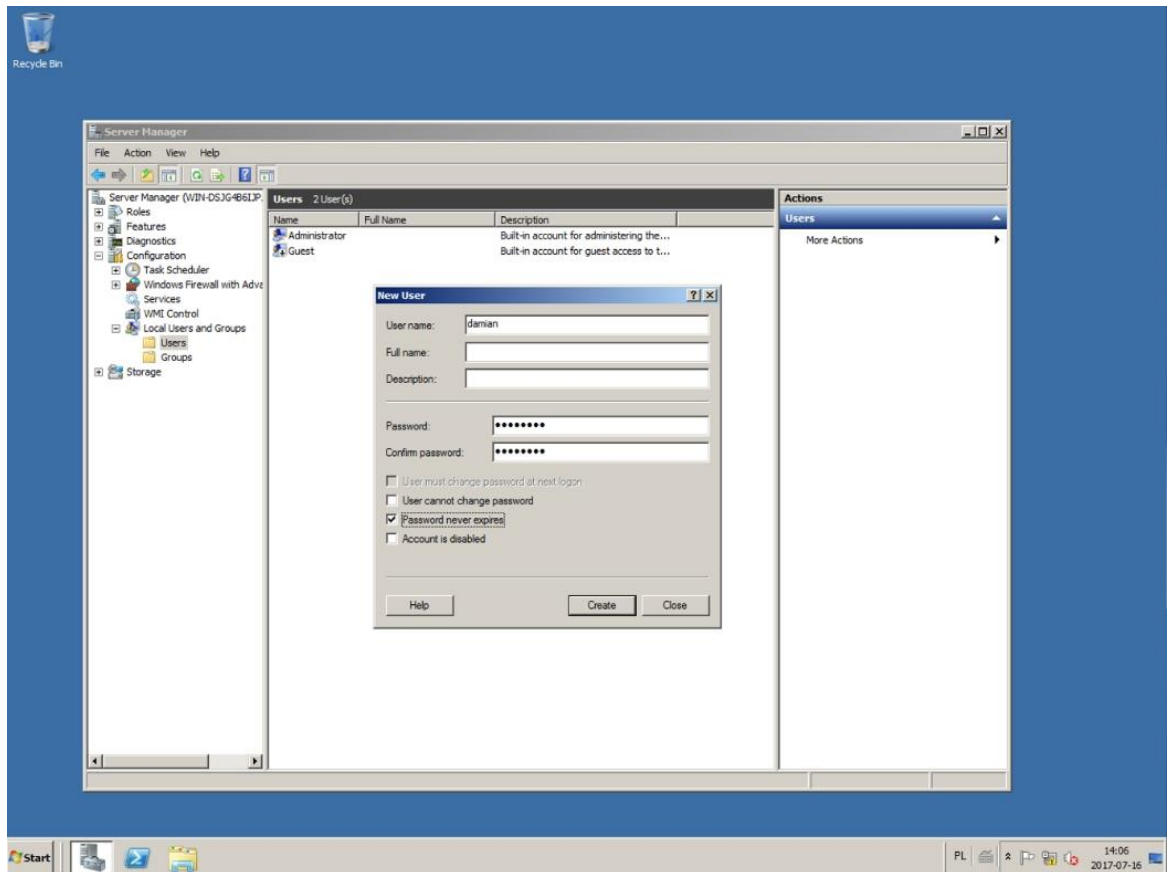 Recycle Bin
Server Manager
File Action View Help
Server Manager (WIN-DSJG4B6IJP.
Roles
Features
Diagnostics
Configuration
Task Scheduler
Windows Firewall with Adva
Services
WMI Control
Local Users and Groups
Users
Groups
Storage
Users 2 User(s)
Name Full Name Description
Administrator Built-in account for administering the...
Guest Built-in account for guest access to t...
Actions
Users
More Actions
New User
User name: damian
Full name:
Description:
Password: ••••••••
Confirm password: ••••••••
User must change password at next logon
User cannot change password
Password never expires
Account is disabled
Help Create Close
Start PL 14:06
2017-07-16